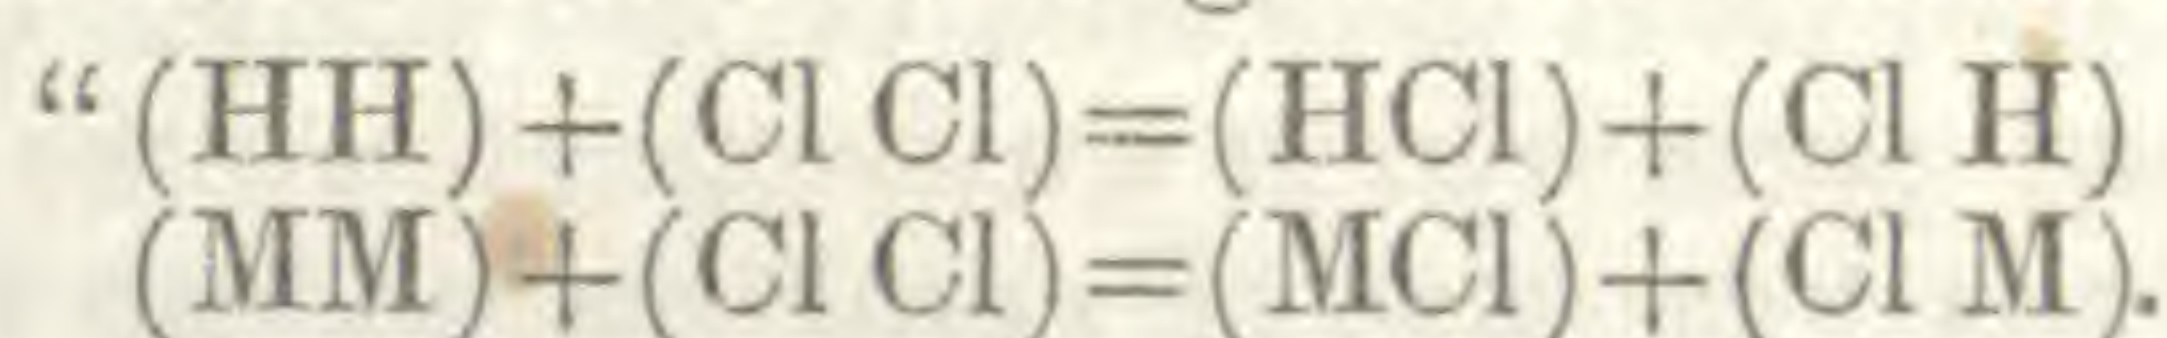 “(HH)+(Cl Cl)=(HCl)+(Cl H)
(MM)+(Cl Cl)=(MCl)+(Cl M).